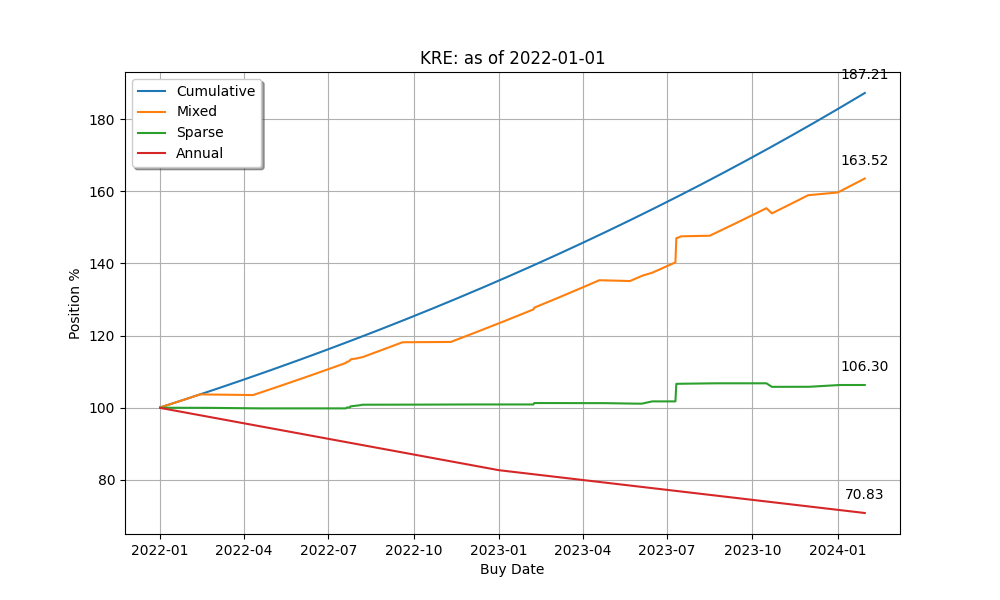 KRE: as of 2022-01-01
187.21
Cumulative
Mixed
Sparse
Annual
163.52
106.30
70.83
180
160
140
120
100
80
Position %
2022-01 2022-04 2022-07 2022-10 2023-01 2023-04 2023-07 2023-10 2024-01
Buy Date